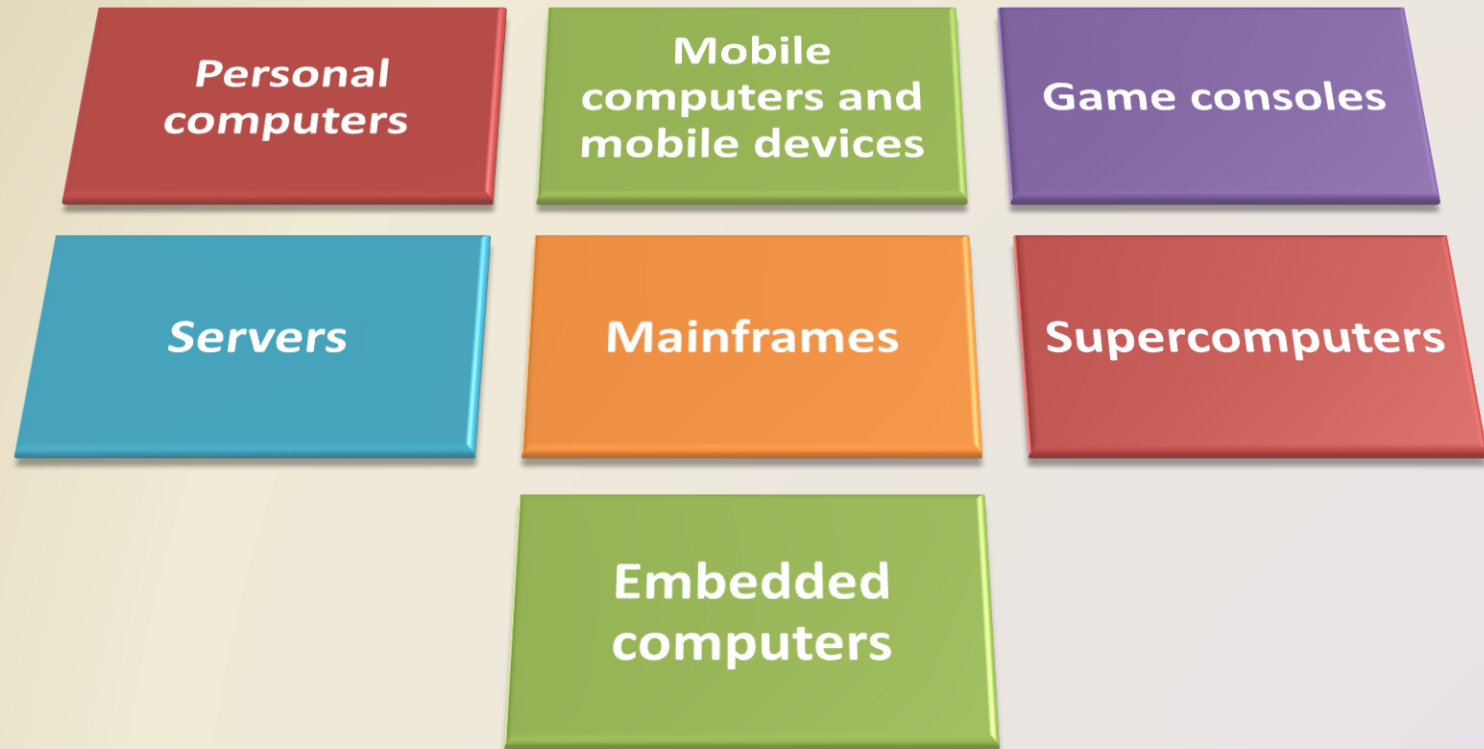 Personal
computers
Mobile
computers and
mobile devices
Game consoles
Servers
Mainframes
Supercomputers
Embedded
computers